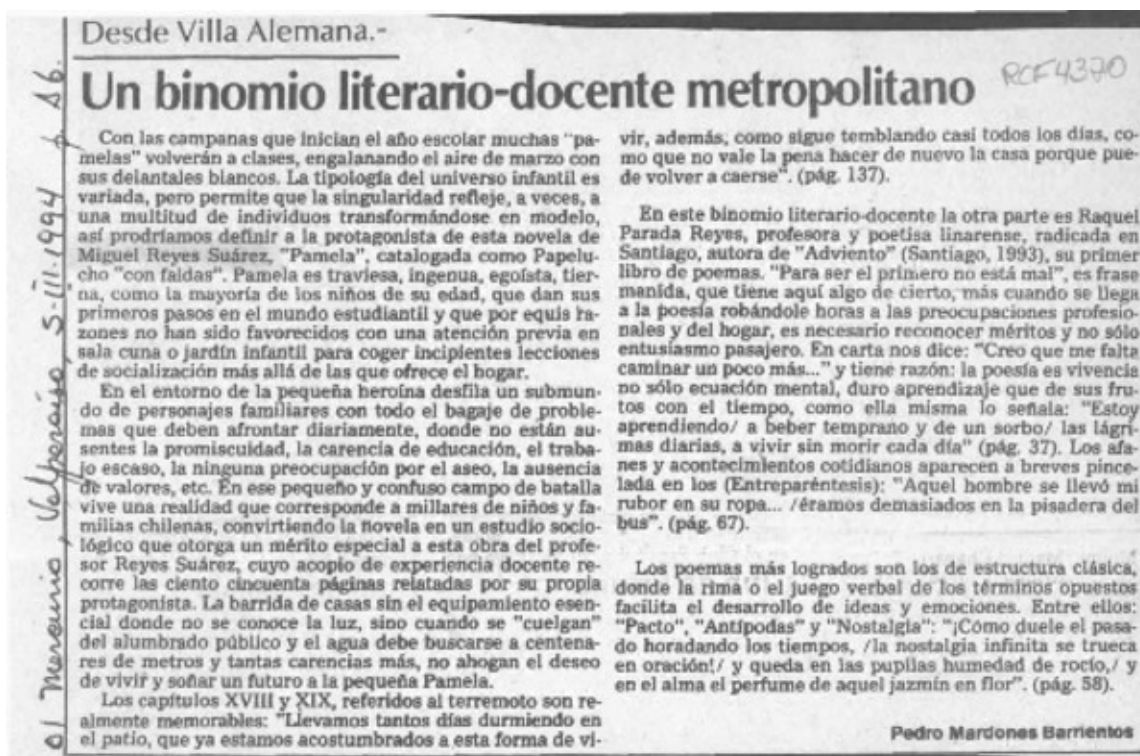 Desde Villa Alemana.-
Un binomio literario-docente metropolitano
RCF4370
el Mercurio, Valparaíso, 5-III-1994 p. A6.
Con las campanas que inician el año escolar muchas "pa-
melas" volverán a clases, engalanando el aire de marzo con
sus delantales blancos. La tipología del universo infantil es
variada, pero permite que la singularidad refleje, a veces, a
una multitud de individuos transformándose en modelo,
así prodríamos definir a la protagonista de esta novela de
Miguel Reyes Suárez, "Pamela", catalogada como Papelu-
cho "con faldas". Pamela es traviesa, ingenua, egoísta, tier-
na, como la mayoría de los niños de su edad, que dan sus
primeros pasos en el mundo estudiantil y que por equis ra-
zones no han sido favorecidos con una atención previa en
sala cuna o jardín infantil para coger incipientes lecciones
de socialización más allá de las que ofrece el hogar.
En el entorno de la pequeña heroína desfila un submun-
do de personajes familiares con todo el bagaje de proble-
mas que deben afrontar diariamente, donde no están au-
sentes la promiscuidad, la carencia de educación, el traba-
jo escaso, la ninguna preocupación por el aseo, la ausencia
de valores, etc. En ese pequeño y confuso campo de batalla
vive una realidad que corresponde a millares de niños y fa-
milias chilenas, convirtiendo la novela en un estudio socio-
lógico que otorga un mérito especial a esta obra del profe-
sor Reyes Suárez, cuyo acopio de experiencia docente re-
corre las ciento cincuenta páginas relatadas por su propia
protagonista. La barrida de casas sin el equipamiento esen-
cial donde no se conoce la luz, sino cuando se "cuelgan"
del alumbrado público y el agua debe buscarse a centena-
res de metros y tantas carencias más, no ahogan el deseo
de vivir y soñar un futuro a la pequeña Pamela.
Los capítulos XVIII y XIX, referidos al terremoto son re-
almente memorables: "Llevamos tantos días durmiendo en
el patio, que ya estamos acostumbrados a esta forma de vi-
vir, además, como sigue temblando casi todos los días, co-
mo que no vale la pena hacer de nuevo la casa porque pue-
de volver a caerse". (pág. 137).
En este binomio literario-docente la otra parte es Raquel
Parada Reyes, profesora y poetisa linarense, radicada en
Santiago, autora de "Adviento" (Santiago, 1993), su primer
libro de poemas. "Para ser el primero no está mal", es frase
manida, que tiene aquí algo de cierto, más cuando se llega
a la poesía robándole horas a las preocupaciones profesio-
nales y del hogar, es necesario reconocer méritos y no sólo
entusiasmo pasajero. En carta nos dice: "Creo que me falta
caminar un poco más..." y tiene razón: la poesía es vivencia
no sólo ecuación mental, duro aprendizaje que da sus fru-
tos con el tiempo, como ella misma lo señala: "Estoy
aprendiendo/ a beber temprano y de un sorbo/ las lágri-
mas diarias, a vivir sin morir cada día" (pág. 37). Los afa-
nes y acontecimientos cotidianos aparecen a breves pince-
lada en los (Entreparéntesis): "Aquel hombre se llevó mi
rubor en su ropa... /éramos demasiados en la pisadera del
bus". (pág. 67).
Los poemas más logrados son los de estructura clásica,
donde la rima o el juego verbal de los términos opuestos
facilita el desarrollo de ideas y emociones. Entre ellos:
"Pacto", "Antípodas" y "Nostalgia": "¡Cómo duele el pasa-
do horadando los tiempos, /la nostalgia infinita se trueca
en oración!/ y queda en las pupilas humedad de rocío,/ y
en el alma el perfume de aquel jazmín en flor". (pág. 58).
Pedro Mardones Barrientos